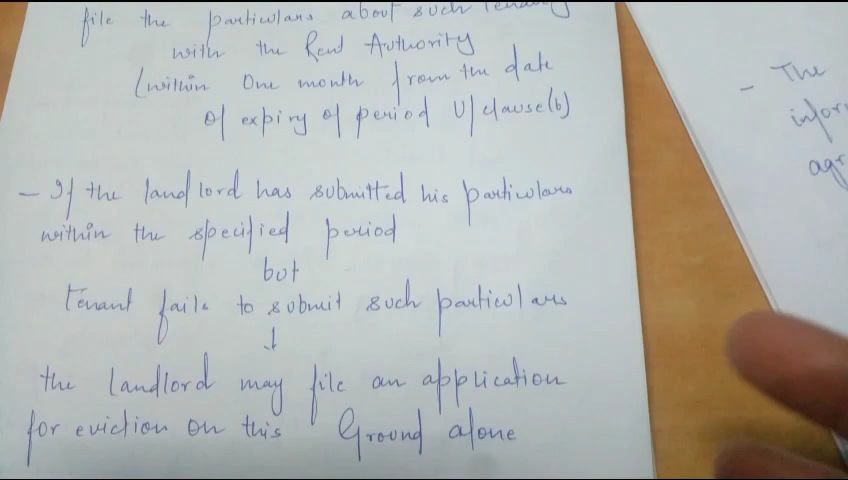 file the particulars about such Tenancy
with the Rent Authority
(within One month from the date
of expiry of period U/clause(b)
- If the landlord has submitted his particulars
within the specified period
but
Tenant fails to submit such particulars
↓
the landlord may file an application
for eviction on this Ground alone
- The